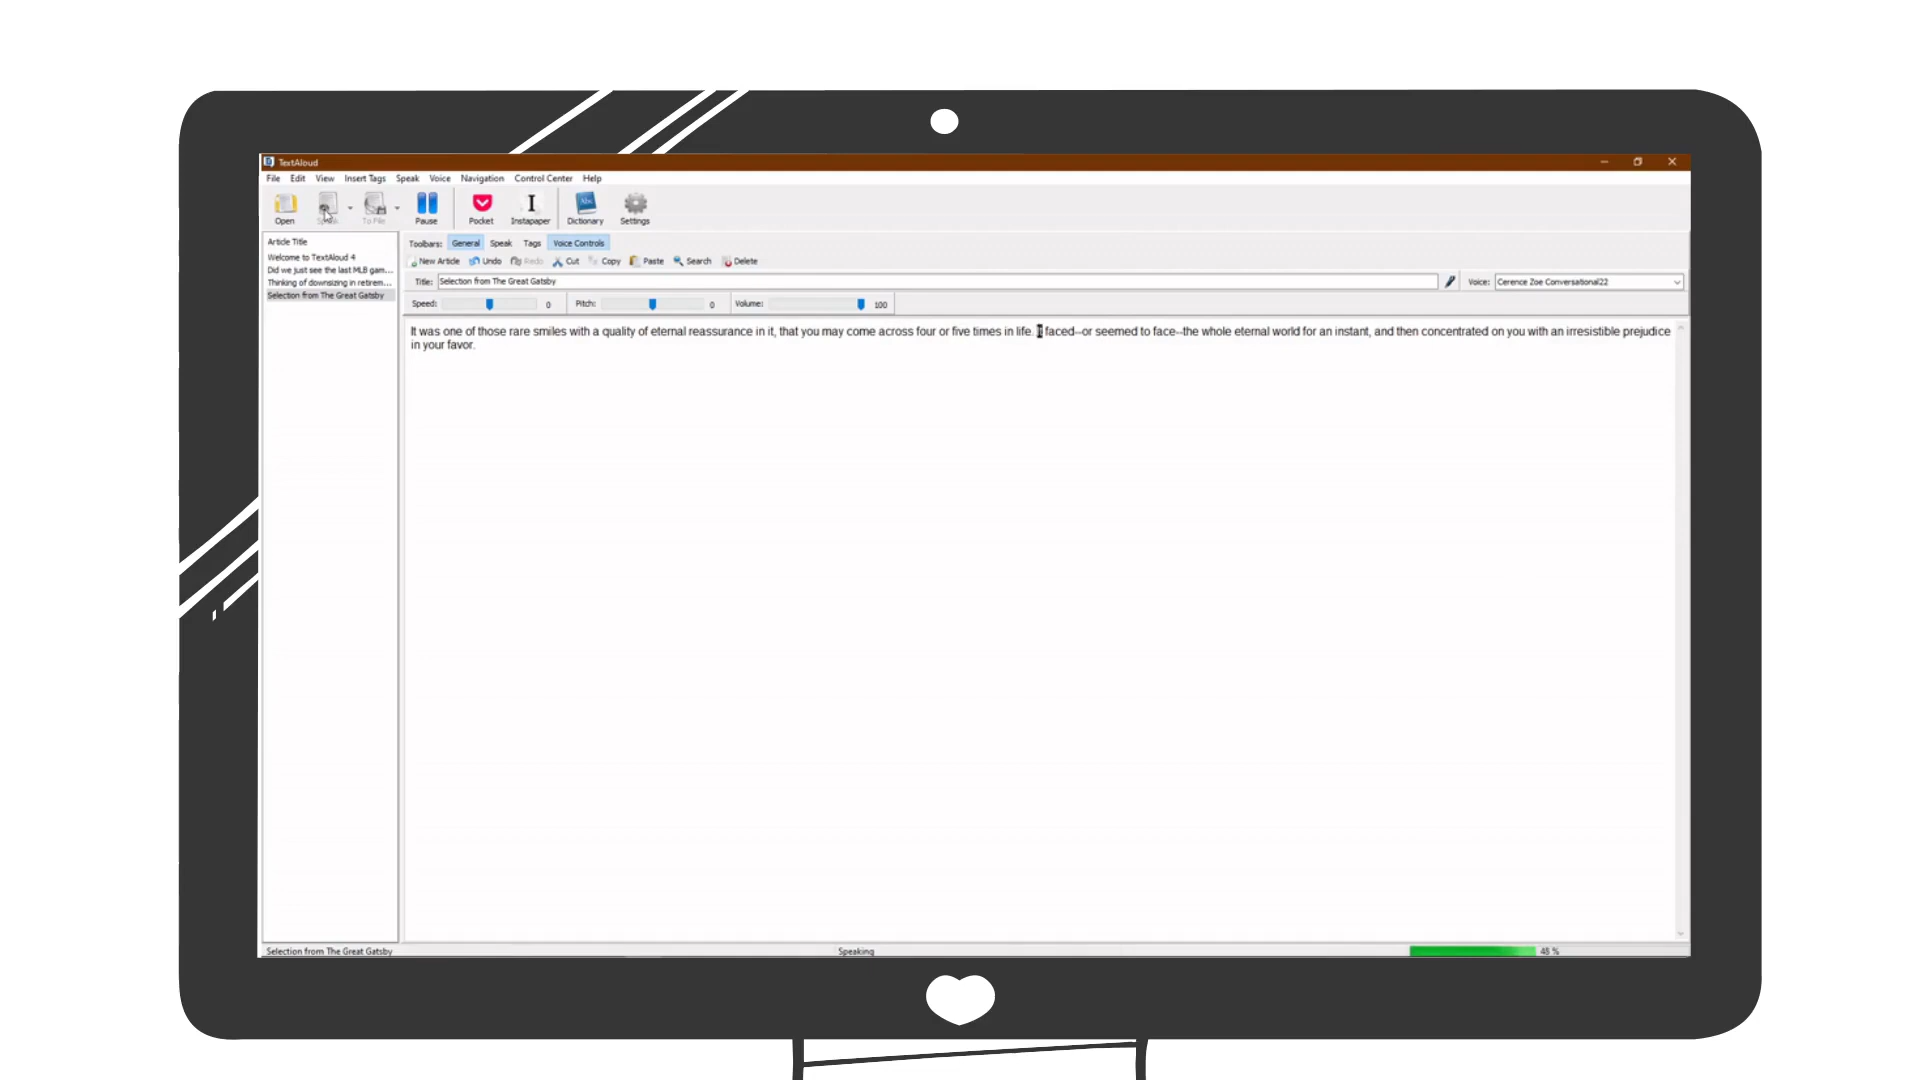 TextAloud
File Edit View Insert Tags Speak Voice Navigation Control Center Help
Open Speak To File Pause Pocket Instapaper Dictionary Settings
Article Title
Welcome to TextAloud 4
Did we just see the last MLB gam...
Thinking of downsizing in retirem...
Selection from The Great Gatsby
Toolbars: General Speak Tags Voice Controls
New Article Undo Redo Cut Copy Paste Search Delete
Title: Selection from The Great Gatsby Voice: Cerence Zoe Conversational22
Speed: 0 Pitch: 0 Volume: 100
It was one of those rare smiles with a quality of eternal reassurance in it, that you may come across four or five times in life. It faced--or seemed to face--the whole eternal world for an instant, and then concentrated on you with an irresistible prejudice
in your favor.
Selection from The Great Gatsby Speaking 48 %